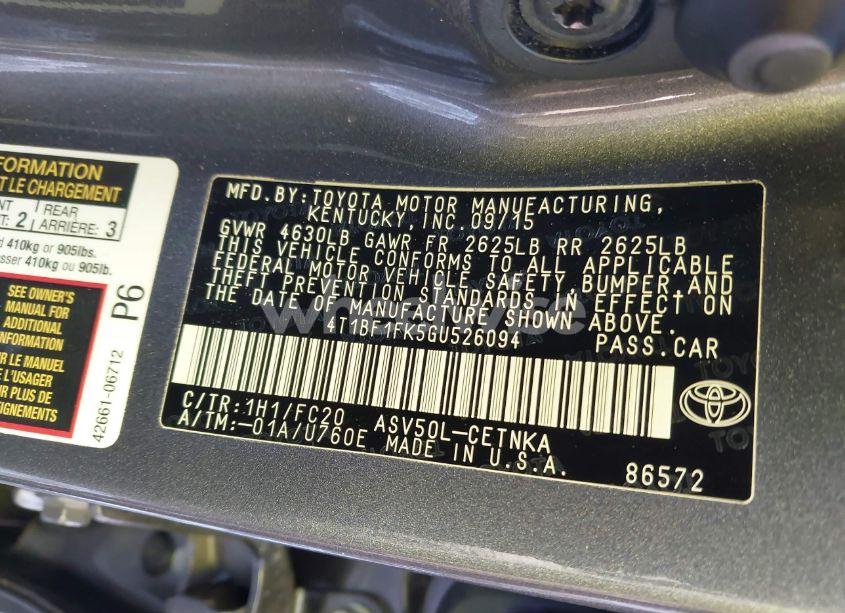 FORMATION
T LE CHARGEMENT
NT : 2 REAR ARRIÈRE: 3
d 410kg or 905lbs.
sser 410kg ou 905lb.
SEE OWNER'S
MANUAL FOR
ADDITIONAL
INFORMATION
R LE MANUEL
E L'USAGER
UR PLUS DE
SEIGNEMENTS
P6
42661-06712
MFD.BY:TOYOTA MOTOR MANUFACTURING,
KENTUCKY,INC.09/15
GVWR 4630LB GAWR FR 2625LB RR 2625LB
THIS VEHICLE CONFORMS TO ALL APPLICABLE
FEDERAL MOTOR VEHICLE SAFETY,BUMPER,AND
THEFT PREVENTION STANDARDS IN EFFECT ON
THE DATE OF MANUFACTURE SHOWN ABOVE.
4T1BF1FK5GU526094 PASS.CAR
C/TR:1H1/FC20 ASV50L-CETNKA
A/TM:-01A/U760E MADE IN U.S.A.
86572